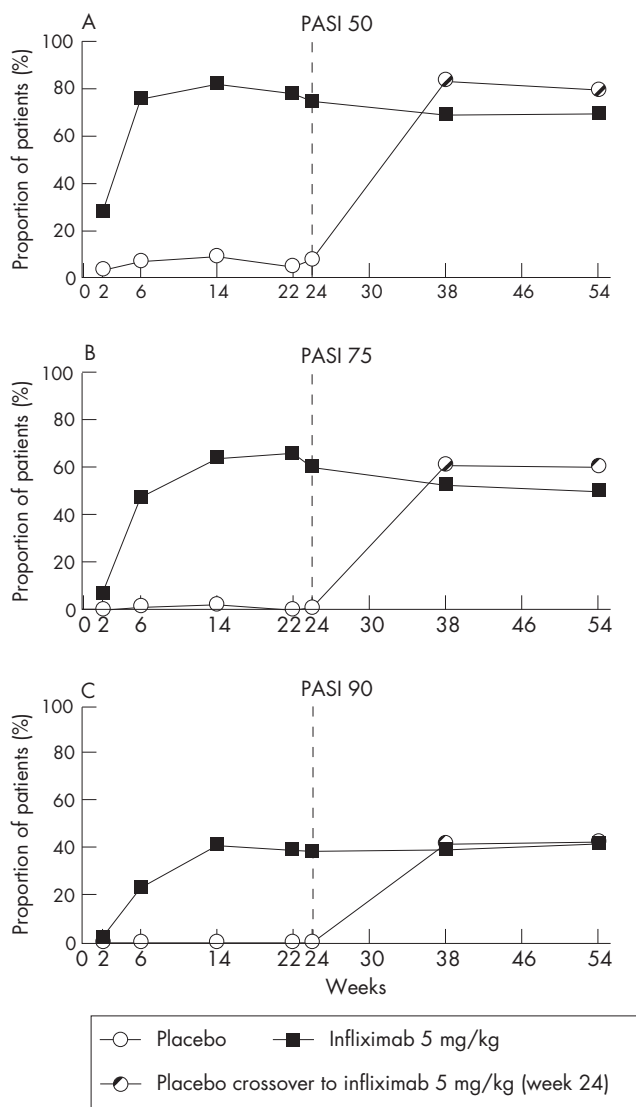 A PASI 50
Proportion of patients (%)
100
80
60
40
20
0
0 2 6 14 22 24 30 38 46 54
B PASI 75
Proportion of patients (%)
100
80
60
40
20
0
0 2 6 14 22 24 30 38 46 54
C PASI 90
Proportion of patients (%)
100
80
60
40
20
0
0 2 6 14 22 24 30 38 46 54
Weeks
Placebo Infliximab 5 mg/kg
Placebo crossover to infliximab 5 mg/kg (week 24)